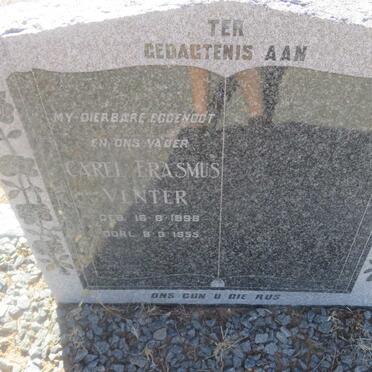 TER
GEDAGTENIS AAN
MY DIERBARE EGGENOOT
EN ONS VADER
CAREL ERASMUS
VENTER
GEB. 16·8·1898
OORL. 8·9·1955
ONS GUN U DIE RUS